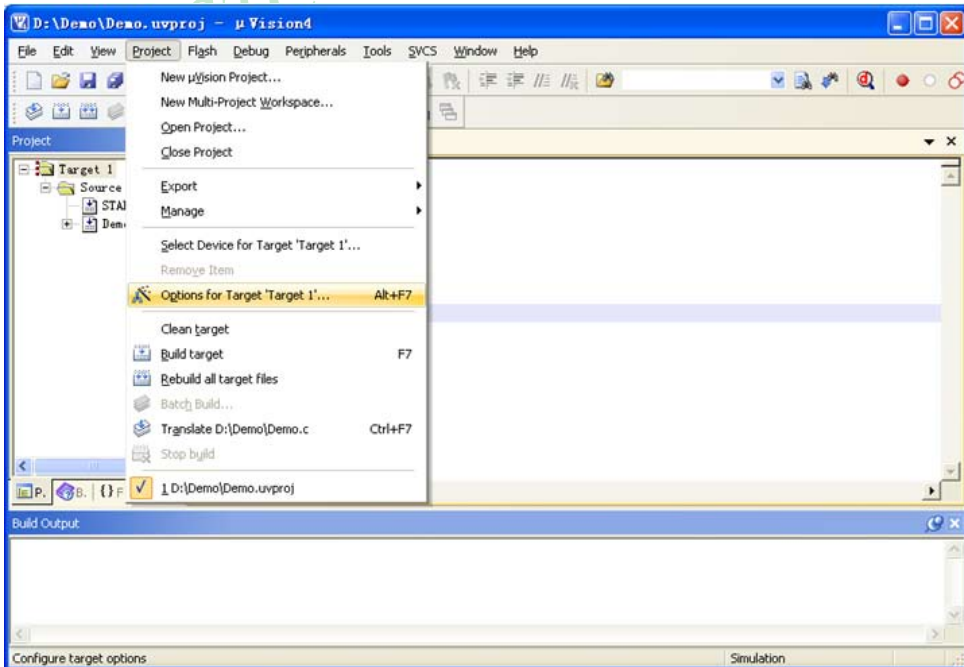 D:\Demo\Demo.uvproj - µVision4
File Edit View Project Flash Debug Peripherals Tools SVCS Window Help
New µVision Project...
New Multi-Project Workspace...
Project
Open Project...
Close Project
Target 1
Source
Export
STA
Manage
Dem
Select Device for Target 'Target 1'...
Remove Item
Options for Target 'Target 1'... Alt+F7
Clean target
Build target F7
Rebuild all target files
Batch Build...
Translate D:\Demo\Demo.c Ctrl+F7
Stop build
1 D:\Demo\Demo.uvproj
P. B. {} F
Build Output
Configure target options Simulation